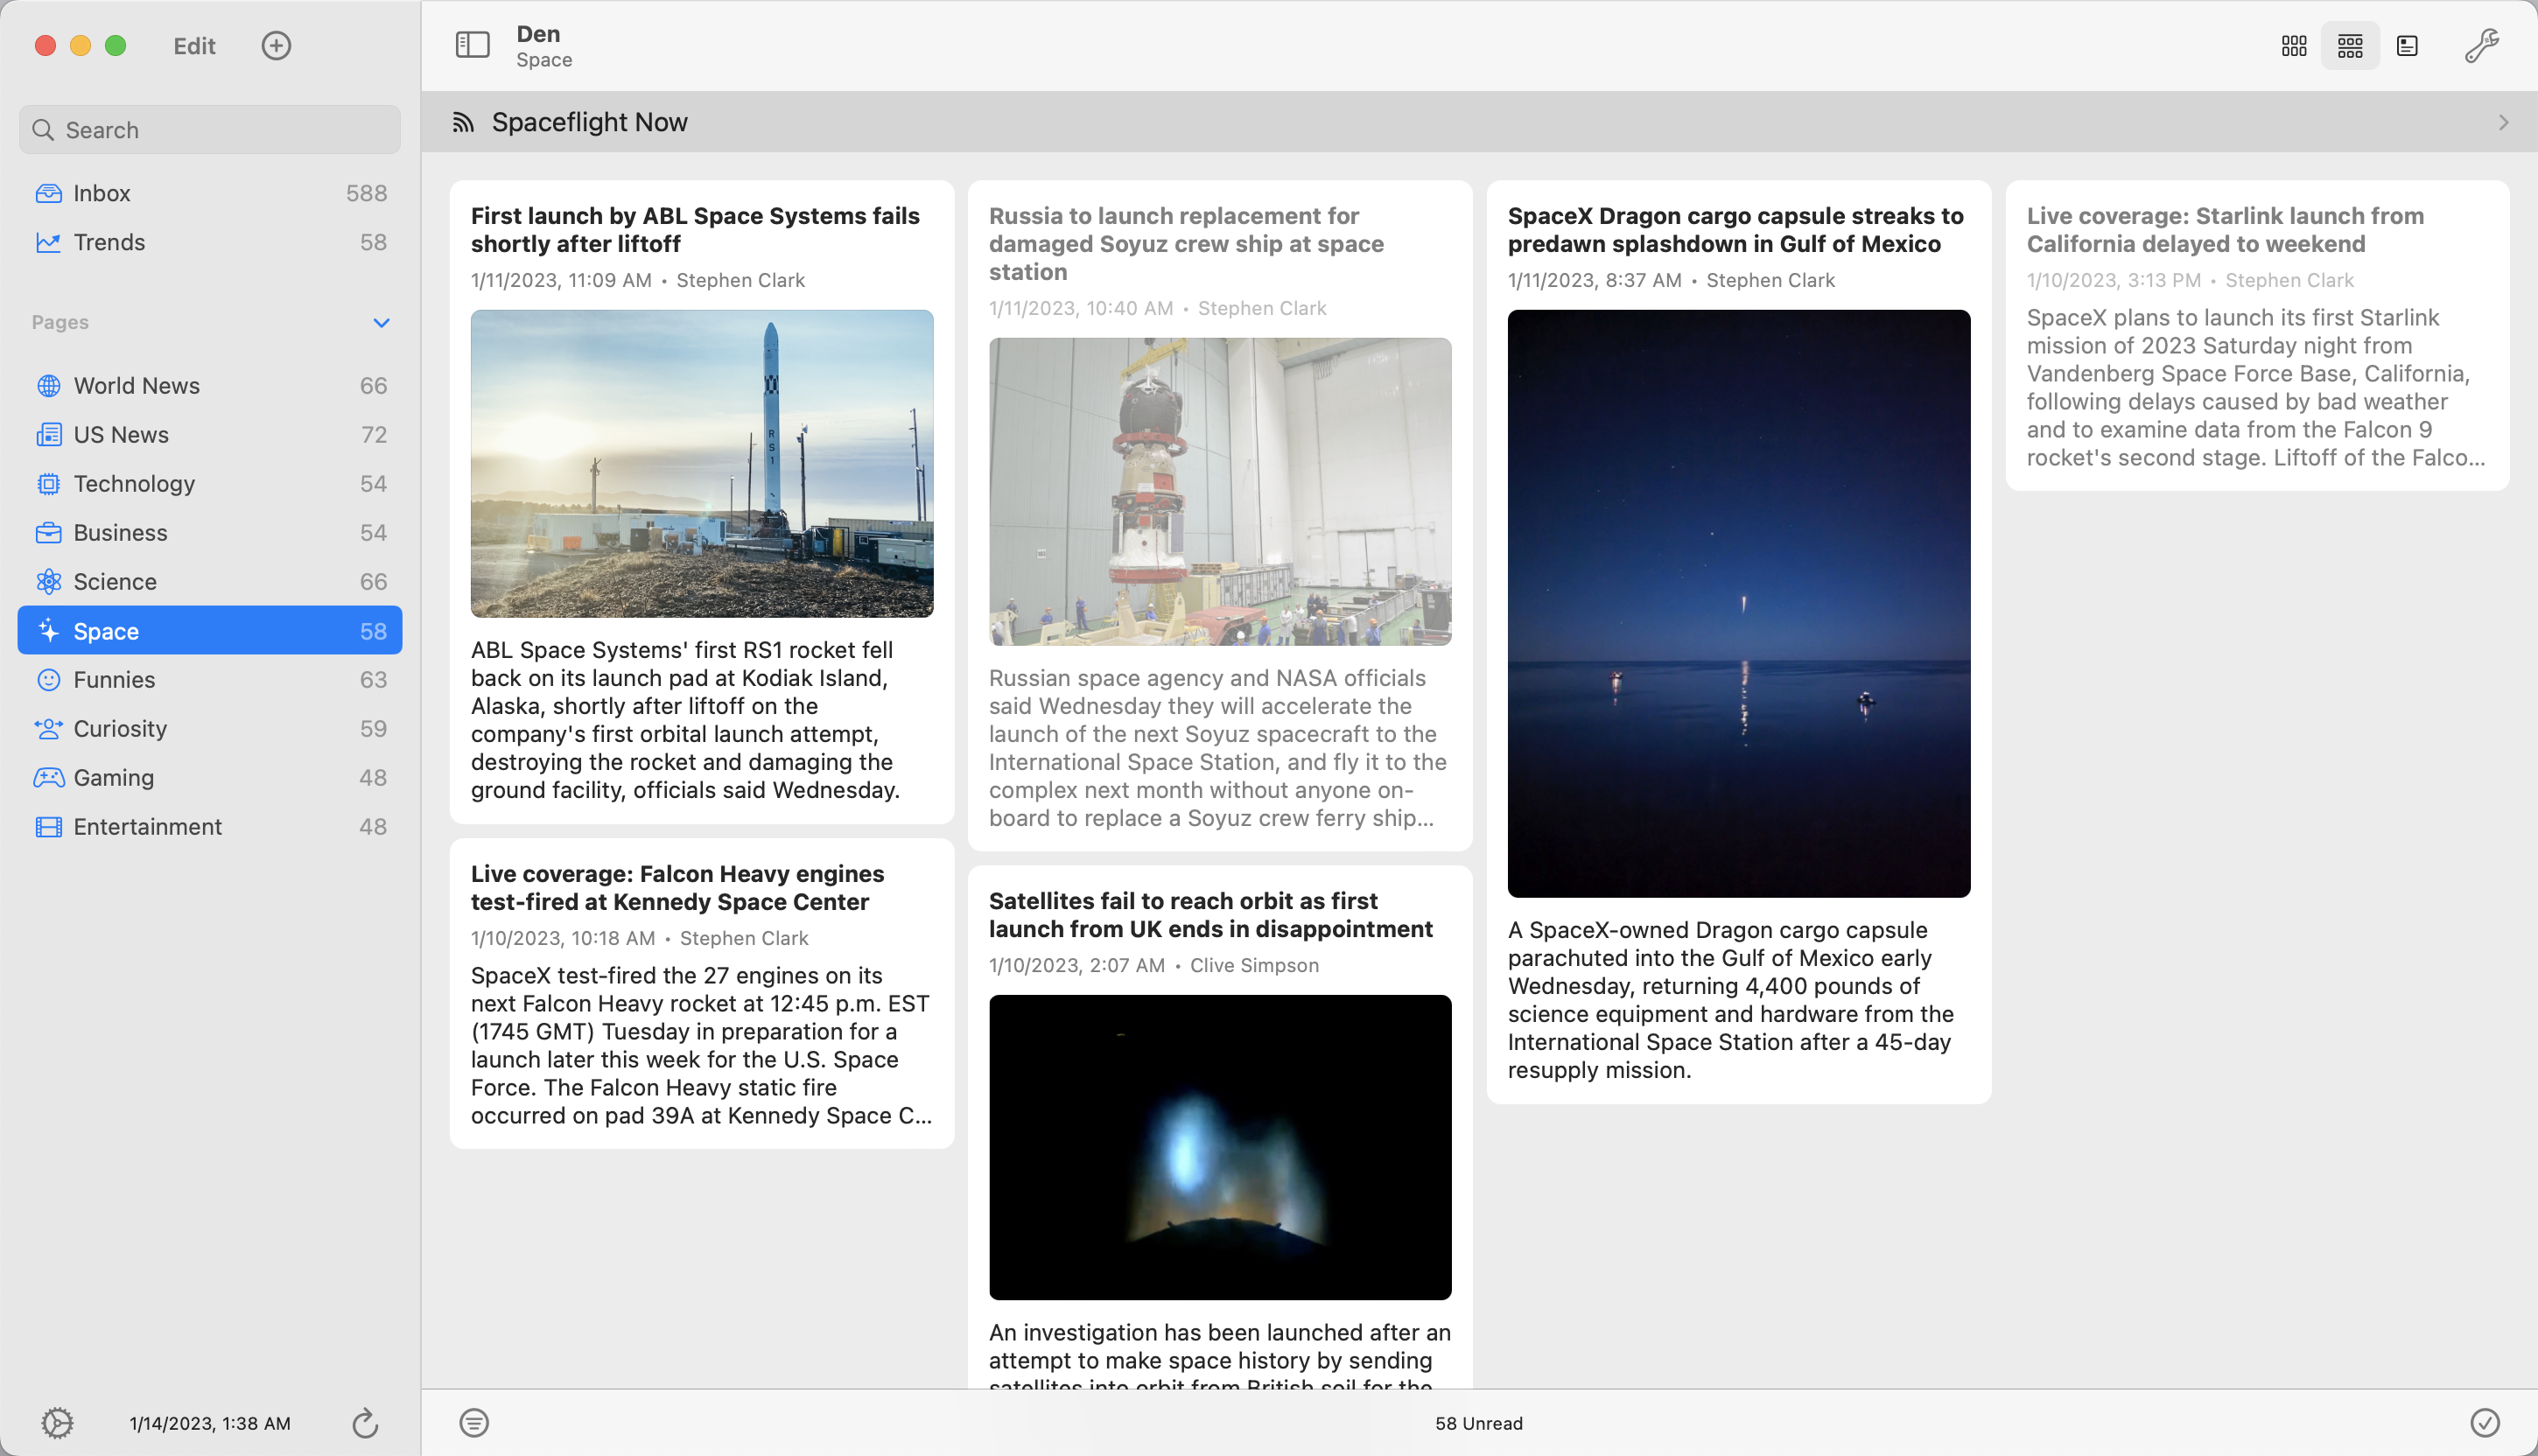 Edit
Search
Inbox 588
Trends 58
Pages
World News 66
US News 72
Technology 54
Business 54
Science 66
Space 58
Funnies 63
Curiosity 59
Gaming 48
Entertainment 48
1/14/2023, 1:38 AM
Den
Space
Spaceflight Now
First launch by ABL Space Systems fails
shortly after liftoff
1/11/2023, 11:09 AM • Stephen Clark
R
S
1
ABL Space Systems' first RS1 rocket fell
back on its launch pad at Kodiak Island,
Alaska, shortly after liftoff on the
company's first orbital launch attempt,
destroying the rocket and damaging the
ground facility, officials said Wednesday.
Live coverage: Falcon Heavy engines
test-fired at Kennedy Space Center
1/10/2023, 10:18 AM • Stephen Clark
SpaceX test-fired the 27 engines on its
next Falcon Heavy rocket at 12:45 p.m. EST
(1745 GMT) Tuesday in preparation for a
launch later this week for the U.S. Space
Force. The Falcon Heavy static fire
occurred on pad 39A at Kennedy Space C...
Russia to launch replacement for
damaged Soyuz crew ship at space
station
1/11/2023, 10:40 AM • Stephen Clark
Russian space agency and NASA officials
said Wednesday they will accelerate the
launch of the next Soyuz spacecraft to the
International Space Station, and fly it to the
complex next month without anyone on-
board to replace a Soyuz crew ferry ship...
Satellites fail to reach orbit as first
launch from UK ends in disappointment
1/10/2023, 2:07 AM • Clive Simpson
An investigation has been launched after an
attempt to make space history by sending
satellites into orbit from British soil for the
SpaceX Dragon cargo capsule streaks to
predawn splashdown in Gulf of Mexico
1/11/2023, 8:37 AM • Stephen Clark
A SpaceX-owned Dragon cargo capsule
parachuted into the Gulf of Mexico early
Wednesday, returning 4,400 pounds of
science equipment and hardware from the
International Space Station after a 45-day
resupply mission.
Live coverage: Starlink launch from
California delayed to weekend
1/10/2023, 3:13 PM • Stephen Clark
SpaceX plans to launch its first Starlink
mission of 2023 Saturday night from
Vandenberg Space Force Base, California,
following delays caused by bad weather
and to examine data from the Falcon 9
rocket's second stage. Liftoff of the Falco...
58 Unread